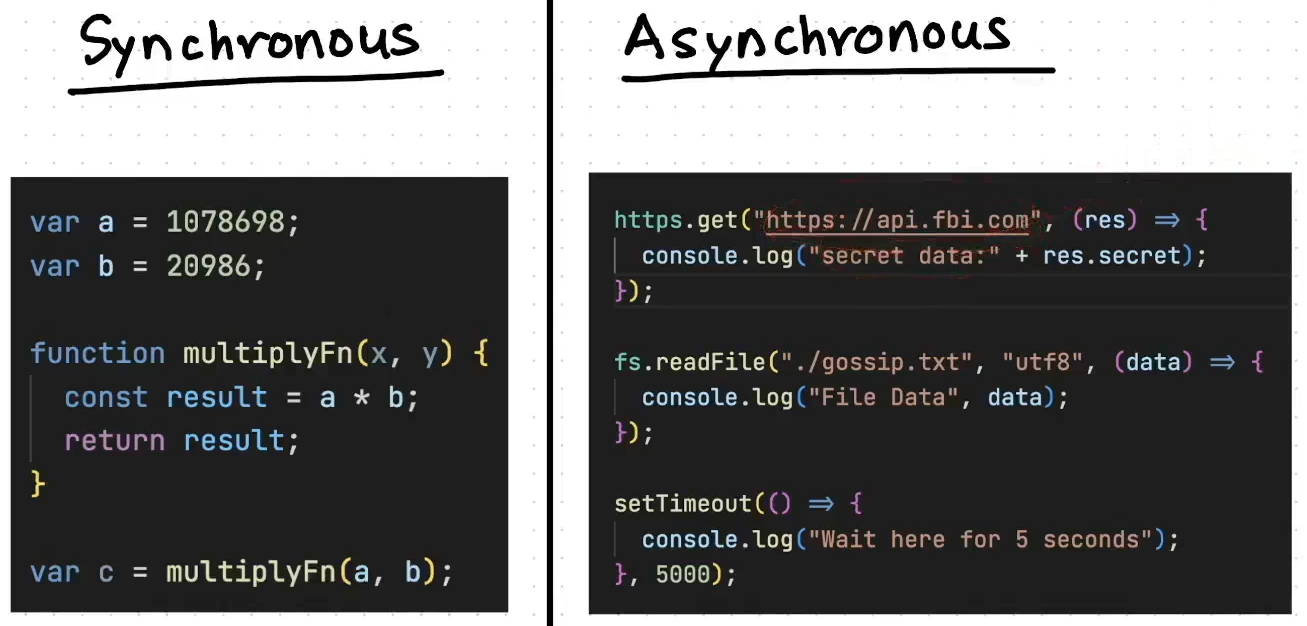 Synchronous
var a = 1078698;
var b = 20986;
function multiplyFn(x, y) {
const result = a * b;
return result;
}
var c = multiplyFn(a, b);
Asynchronous
https.get("https://api.fbi.com", (res) => {
console.log("secret data:" + res.secret);
});
fs.readFile("./gossip.txt", "utf8", (data) => {
console.log("File Data", data);
});
setTimeout(() => {
console.log("Wait here for 5 seconds");
}, 5000);